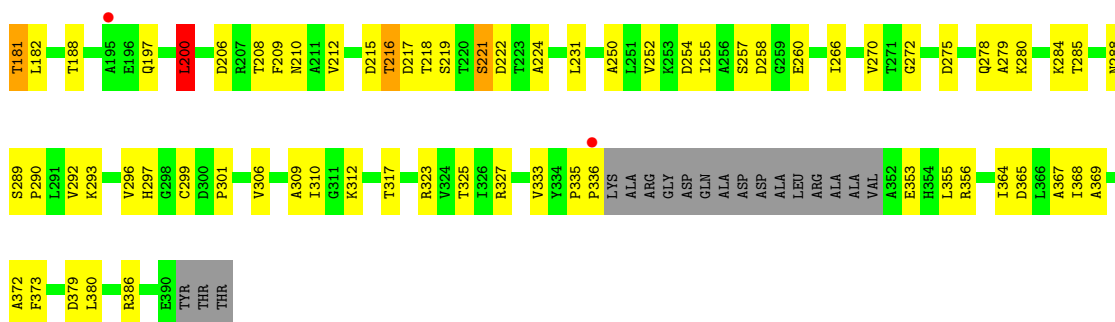 T181 L182 T188 A195 E196 Q197 L200 D206 R207 T208 F209 N210 A211 V212 D215 T216 D217 T218 S219 T220 S221 D222 T223 A224 L231 A250 L251 V252 K253 D254 I255 A256 S257 D258 G259 E260 I266 V270 T271 G272 D275 Q278 A279 K280 K284 T285 N288
S289 P290 L291 V292 K293 V296 H297 G298 C299 D300 P301 V306 A309 I310 G311 K312 T317 R323 V324 T325 I326 R327 V333 Y334 P335 P336 LYS ALA ARG GLY ASP GLN ALA ASP ASP ALA LEU ARG ALA ALA VAL A352 E353 H354 L355 R356 I364 D365 L366 A367 I368 A369
A372 F373 D379 L380 R386 E390 TYR THR THR